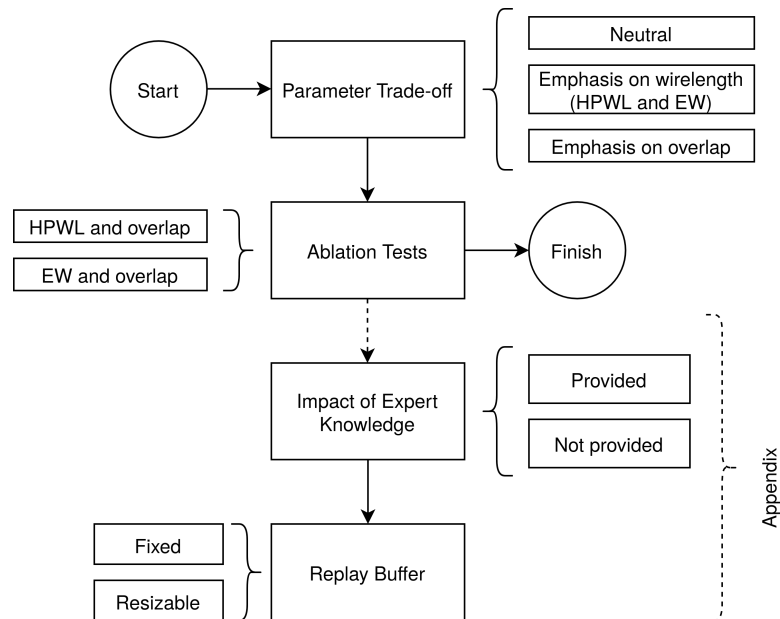 Start
Parameter Trade-off
Neutral
Emphasis on wirelength
(HPWL and EW)
Emphasis on overlap
HPWL and overlap
EW and overlap
Ablation Tests
Finish
Impact of Expert
Knowledge
Provided
Not provided
Appendix
Fixed
Resizable
Replay Buffer